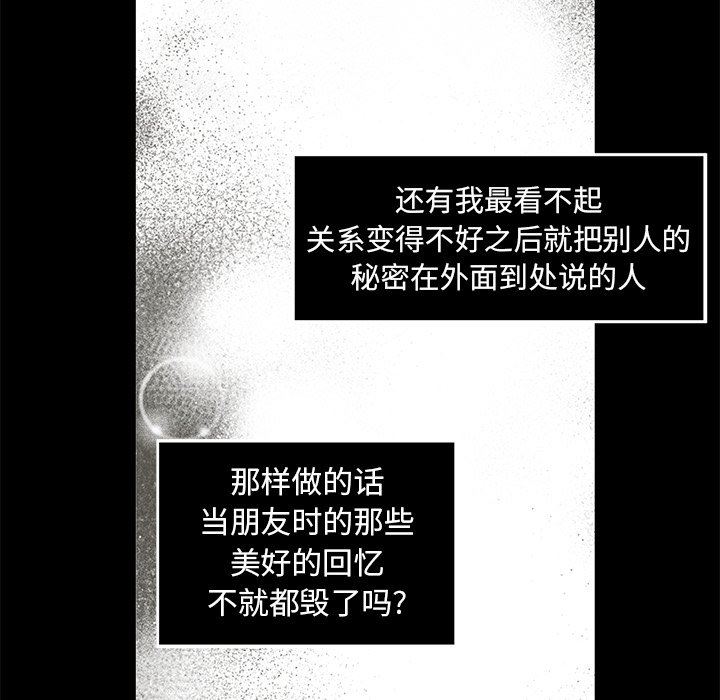 还有我最看不起
关系变得不好之后就把别人的
秘密在外面到处说的人
那样做的话
当朋友时的那些
美好的回忆
不就都毁了吗?